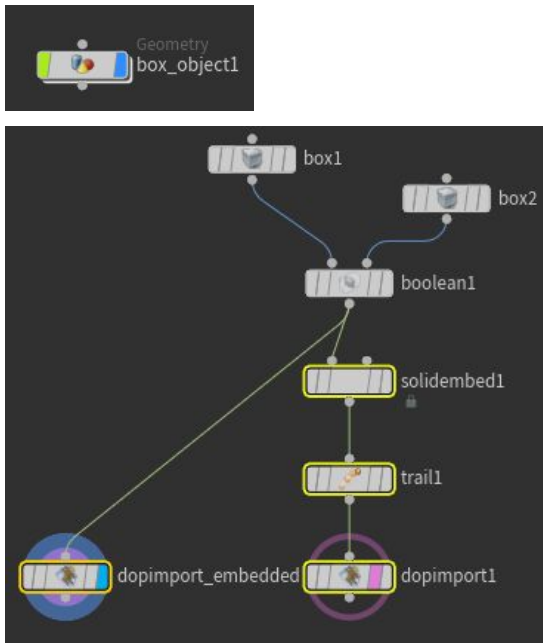 Geometry
box_object1
box1
box2
boolean1
solidembed1
trail1
dopimport_embedded
dopimport1